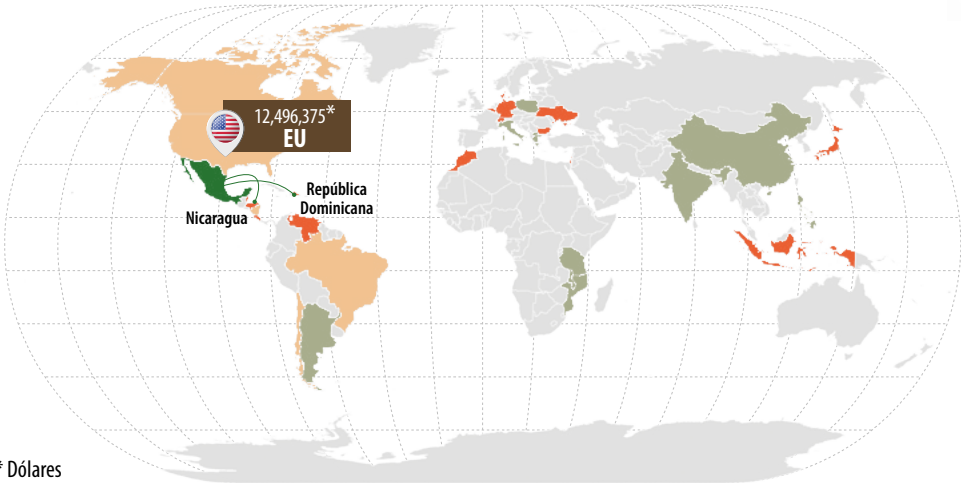 12,496,375*
EU
República
Dominicana
Nicaragua
* Dólares